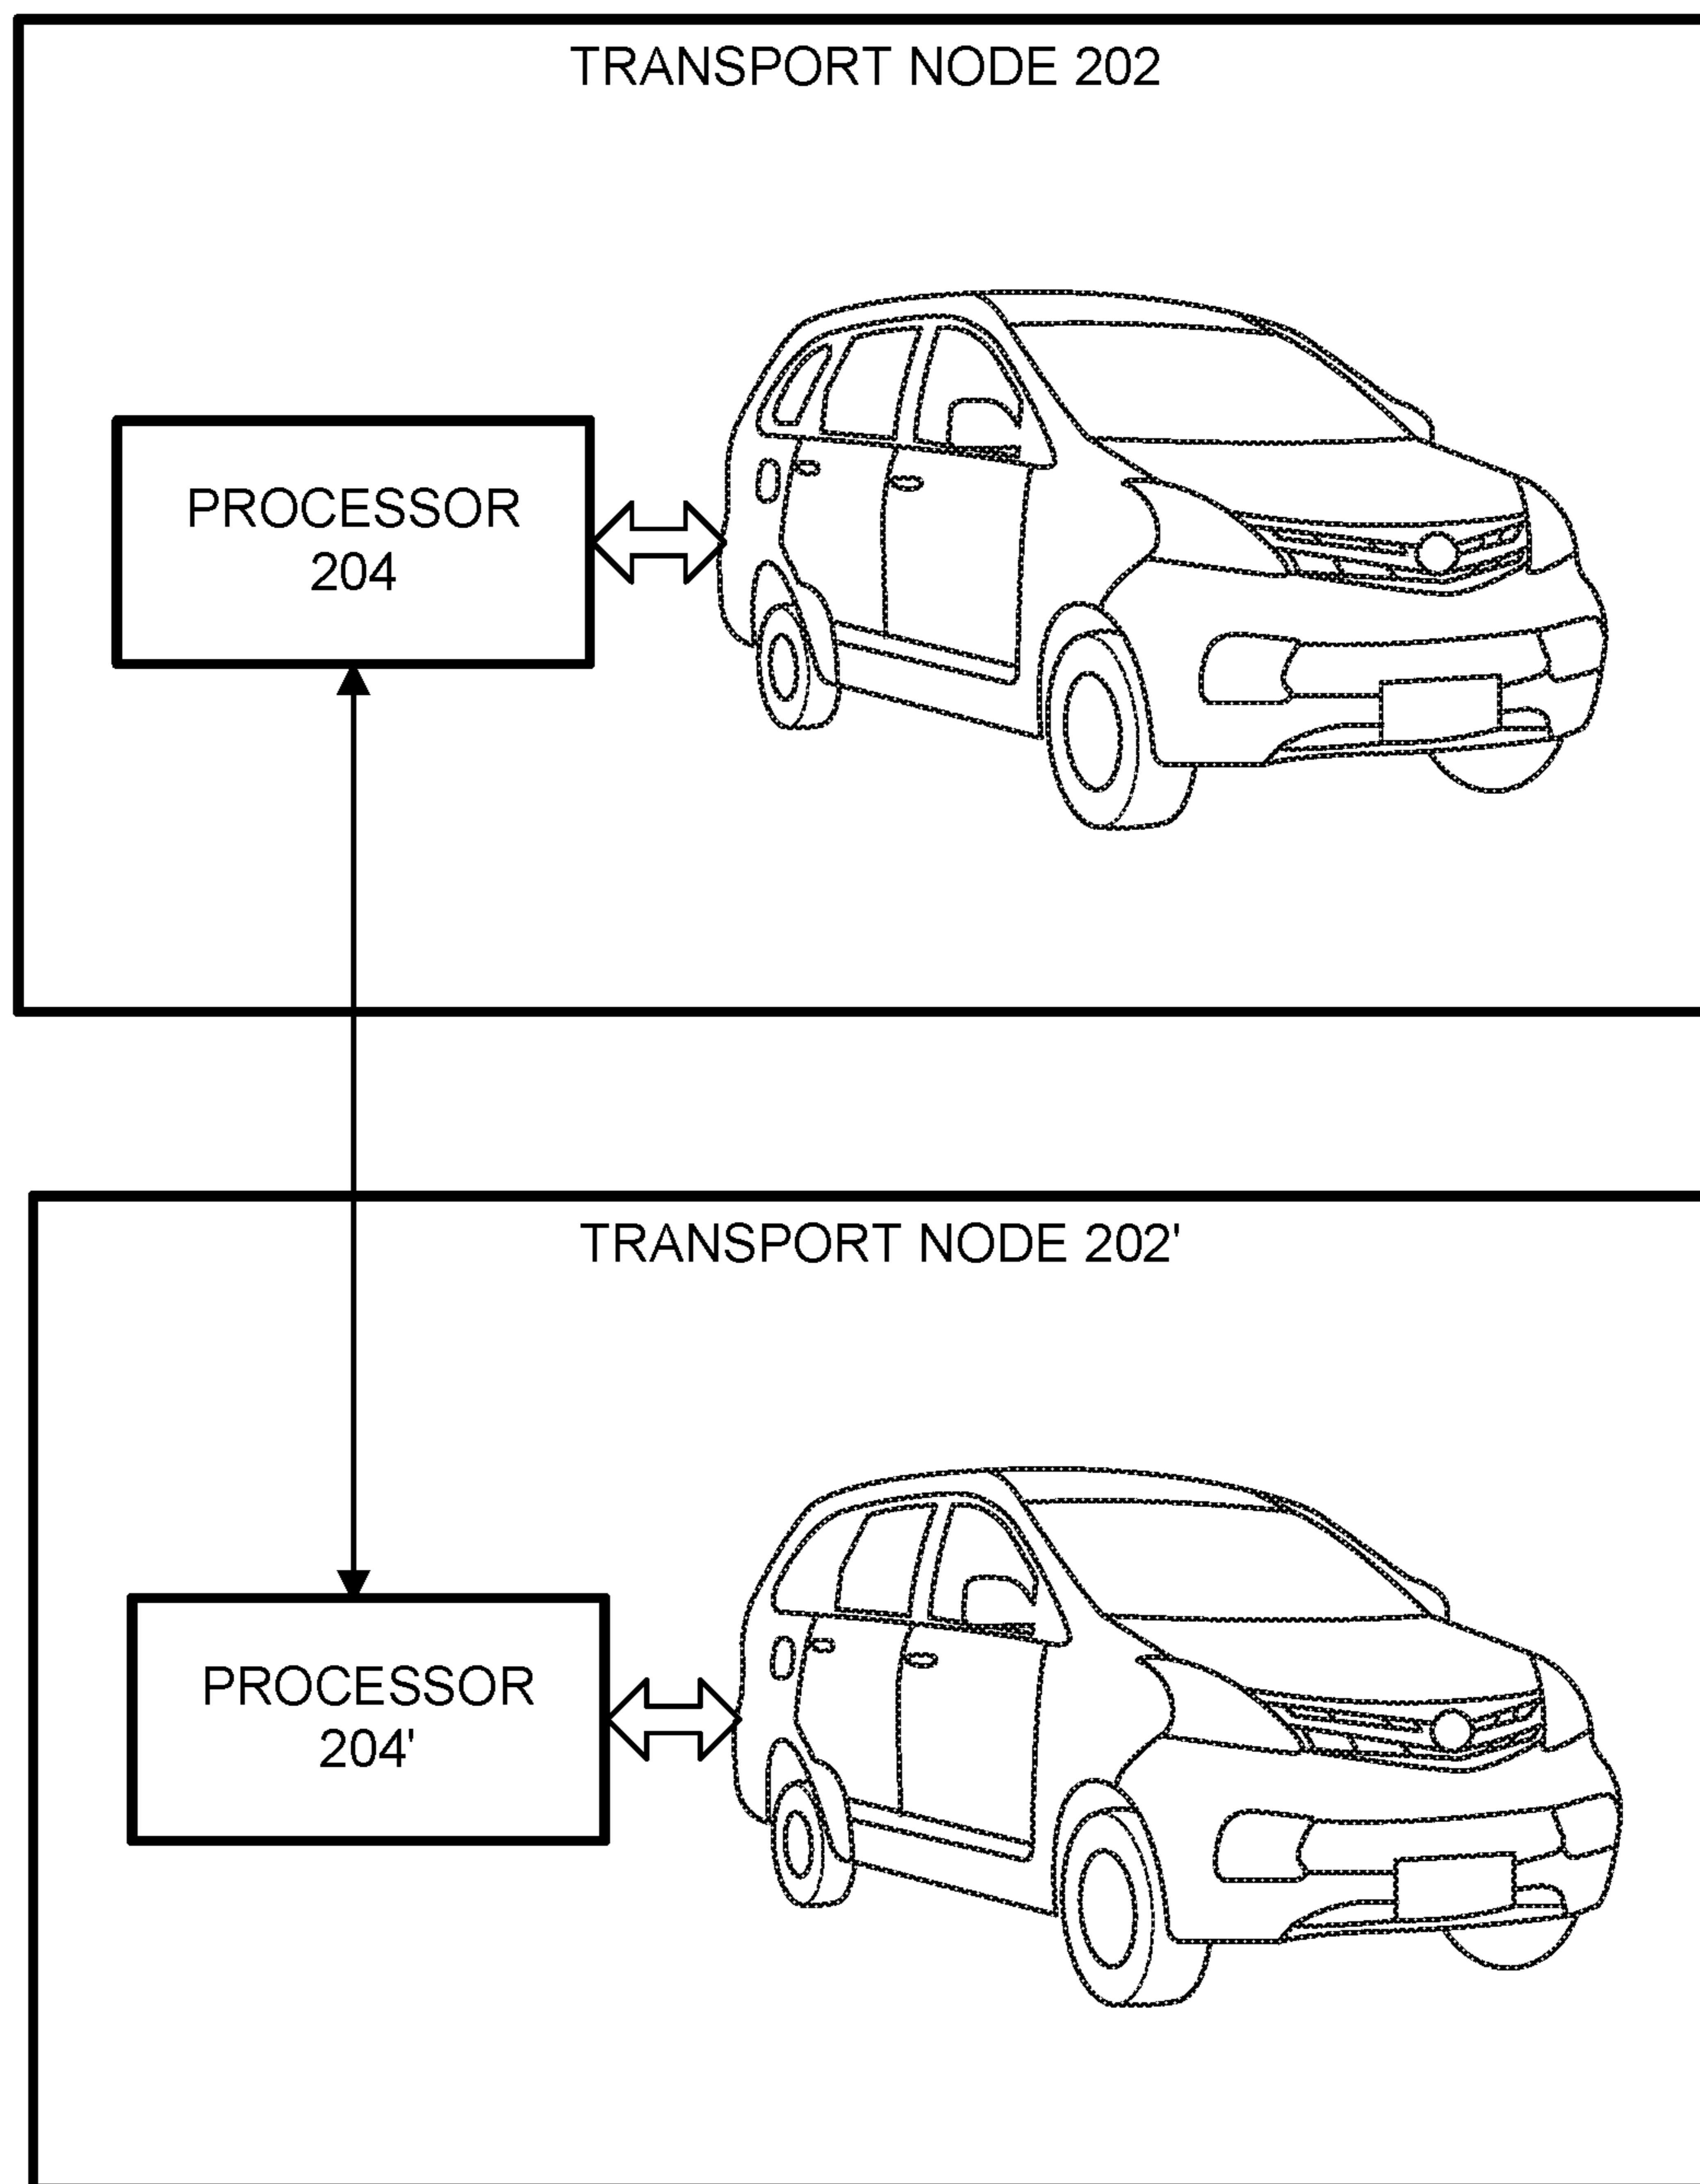 TRANSPORT NODE 202
PROCESSOR
204
TRANSPORT NODE 202'
PROCESSOR
204'